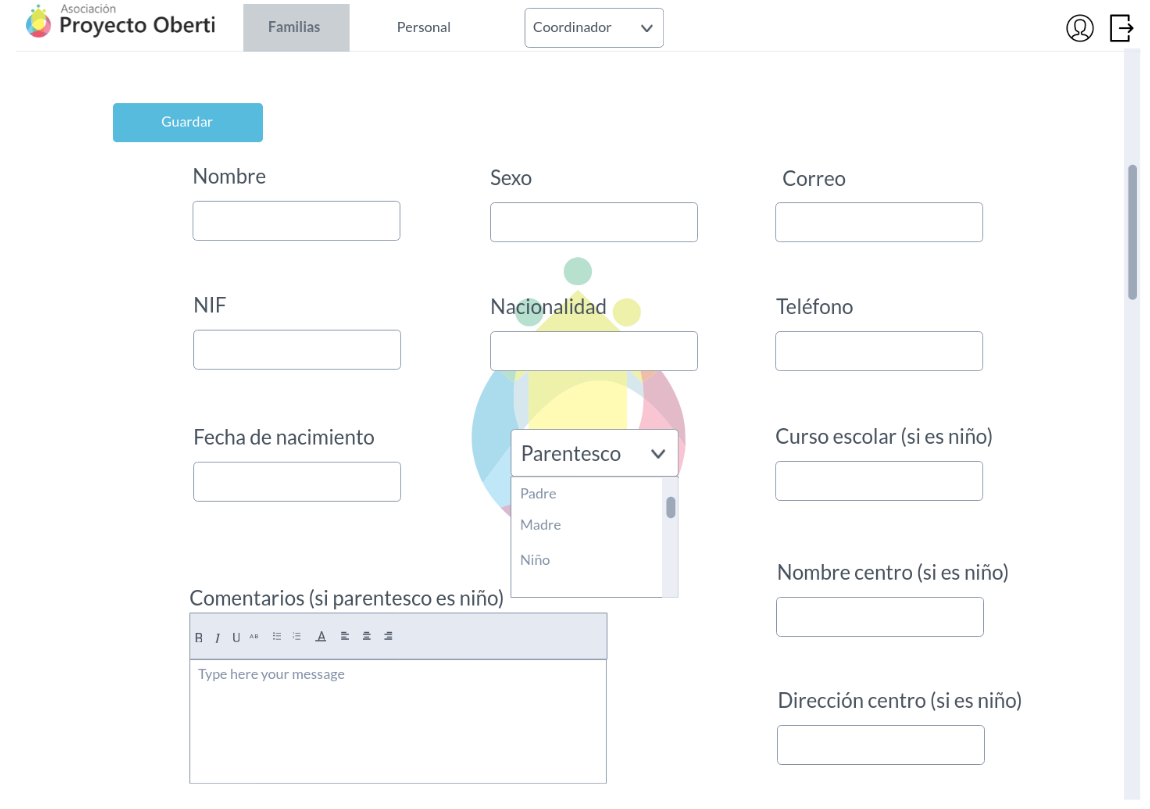 Asociación
Proyecto Oberti
Familias
Personal
Coordinador
Guardar
Nombre
Sexo
Correo
NIF
Nacionalidad
Teléfono
Fecha de nacimiento
Parentesco
Padre
Madre
Niño
Curso escolar (si es niño)
Nombre centro (si es niño)
Comentarios (si parentesco es niño)
B I U AB A
Type here your message
Dirección centro (si es niño)